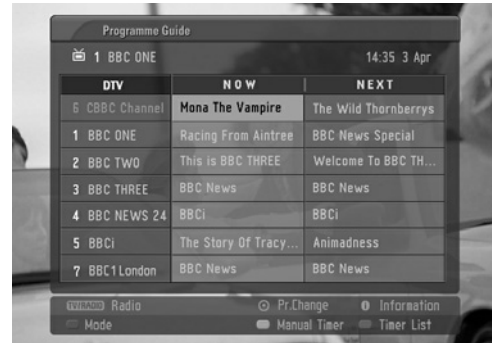 Programme Guide
1 BBC ONE 14:35 3 Apr
DTV NOW NEXT
6 CBBC Channel Mona The Vampire The Wild Thornberrys
1 BBC ONE Racing From Aintree BBC News Special
2 BBC TWO This is BBC THREE Welcome To BBC TH...
3 BBC THREE BBC News BBC News
4 BBC NEWS 24 BBCi BBCi
5 BBCi The Story Of Tracy... Animadness
7 BBC1 London BBC News BBC News
TV/RADIO Radio Pr.Change i Information
Mode Manual Timer Timer List